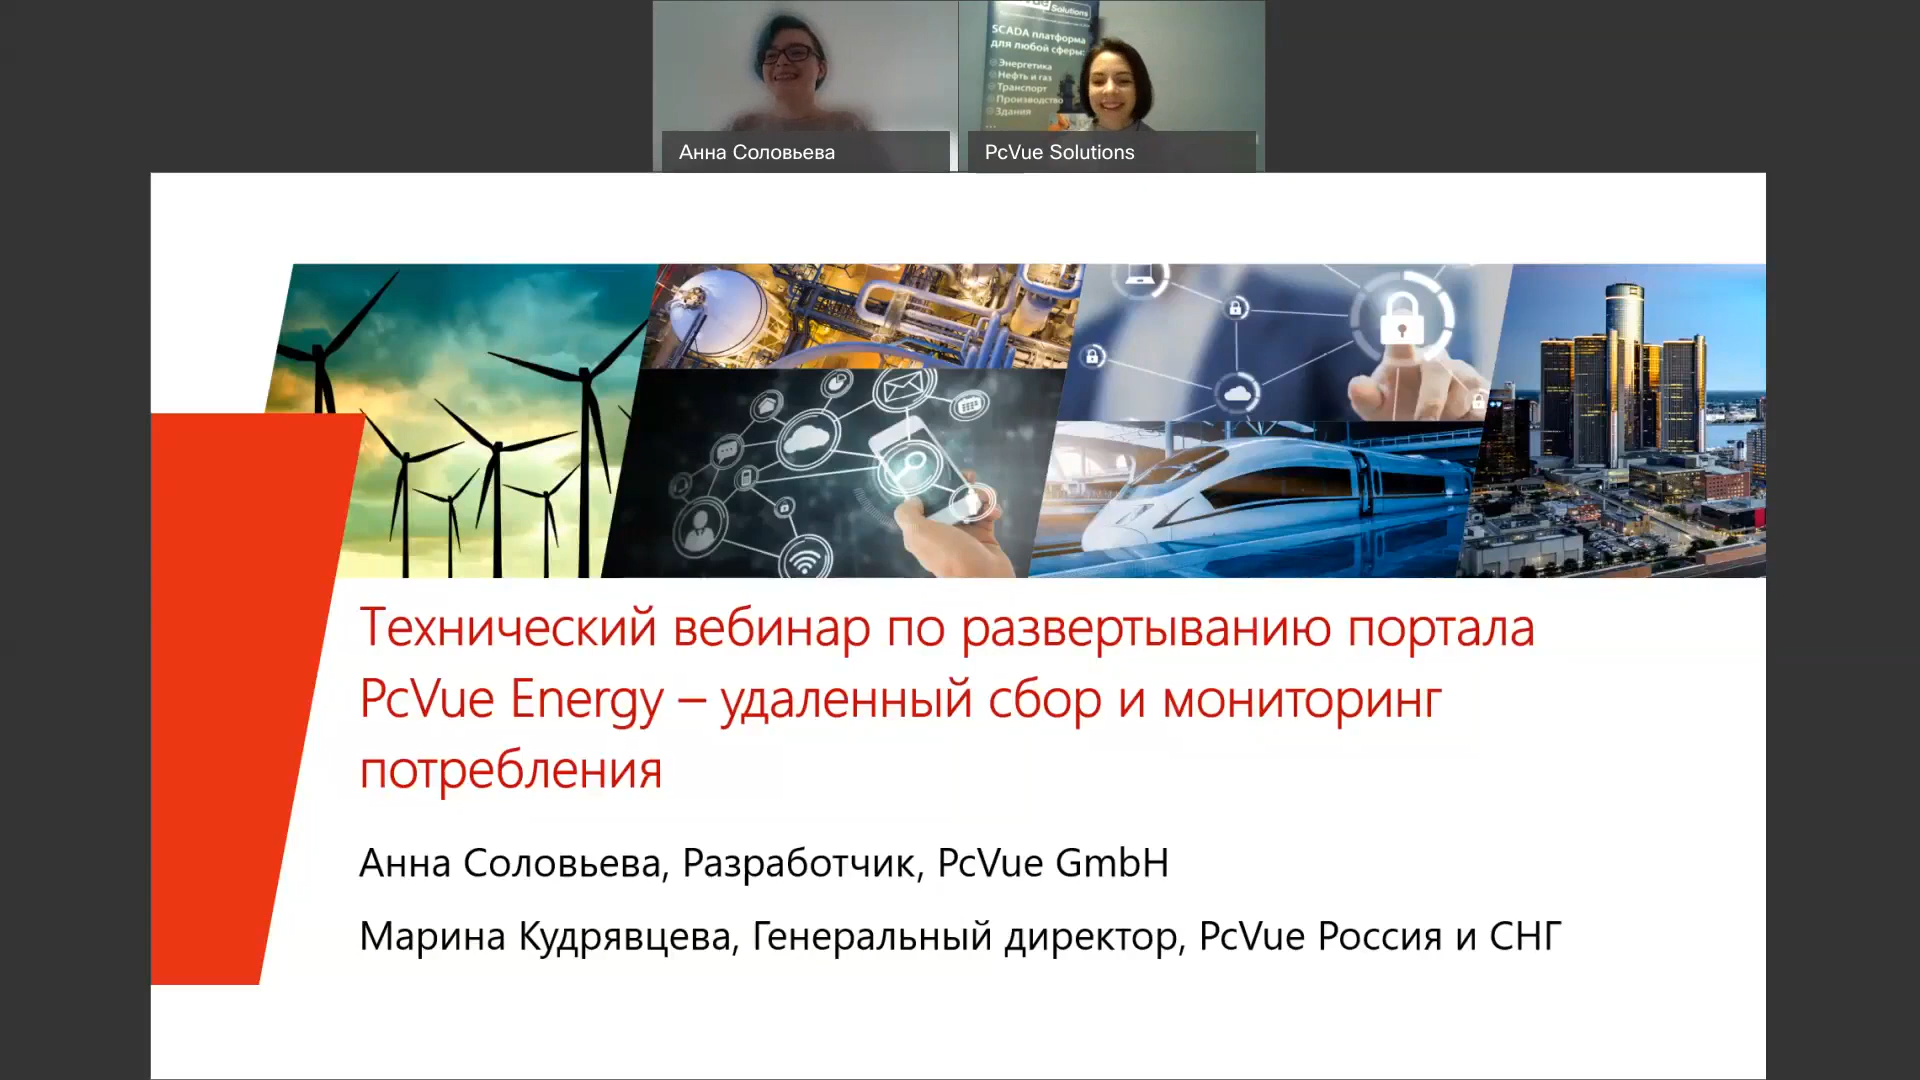 Solutions
SCADA платформа
для любой сферы:
Энергетика
Нефть и газ
Транспорт
Производство
Здания
...
Анна Соловьева
PcVue Solutions
Технический вебинар по развертыванию портала
PcVue Energy – удаленный сбор и мониторинг
потребления
Анна Соловьева, Разработчик, PcVue GmbH
Марина Кудрявцева, Генеральный директор, PcVue Россия и СНГ